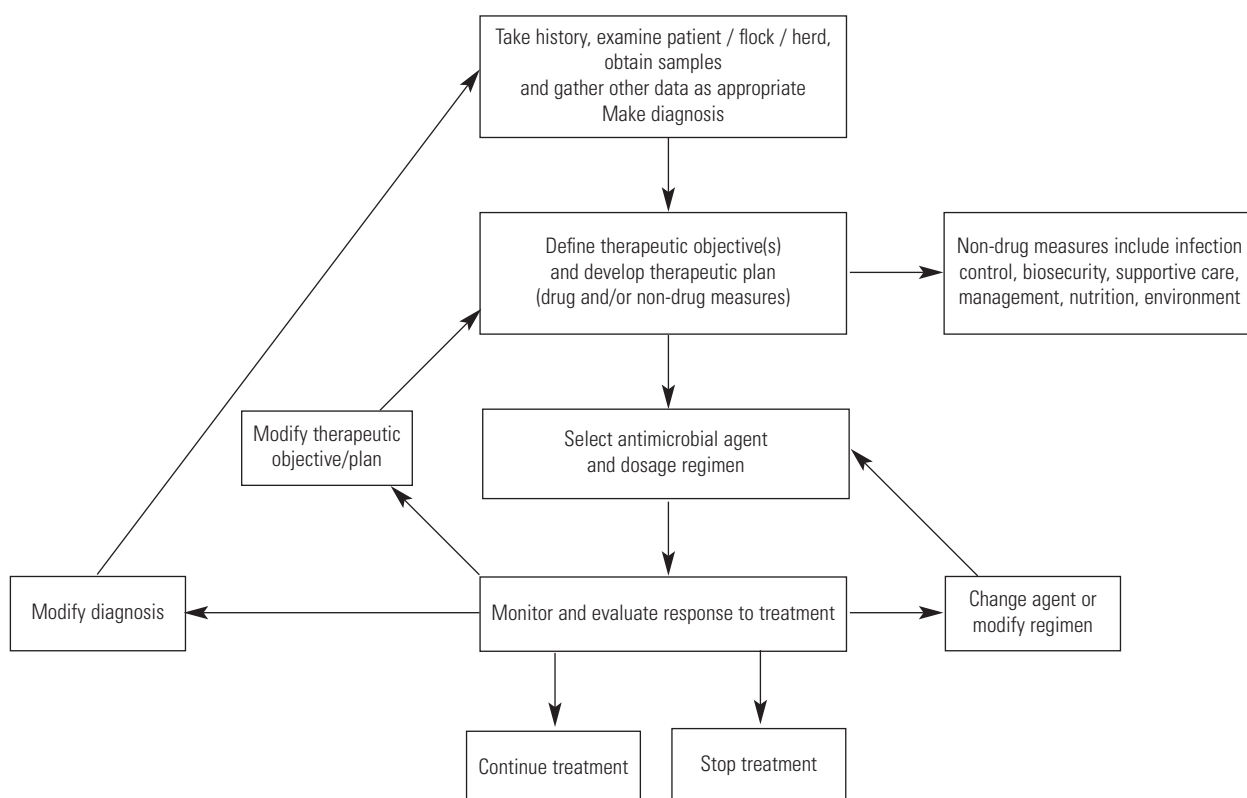 Take history, examine patient / flock / herd,
obtain samples
and gather other data as appropriate
Make diagnosis
Define therapeutic objective(s)
and develop therapeutic plan
(drug and/or non-drug measures)
Non-drug measures include infection
control, biosecurity, supportive care,
management, nutrition, environment
Modify therapeutic
objective/plan
Select antimicrobial agent
and dosage regimen
Modify diagnosis
Monitor and evaluate response to treatment
Change agent or
modify regimen
Continue treatment
Stop treatment